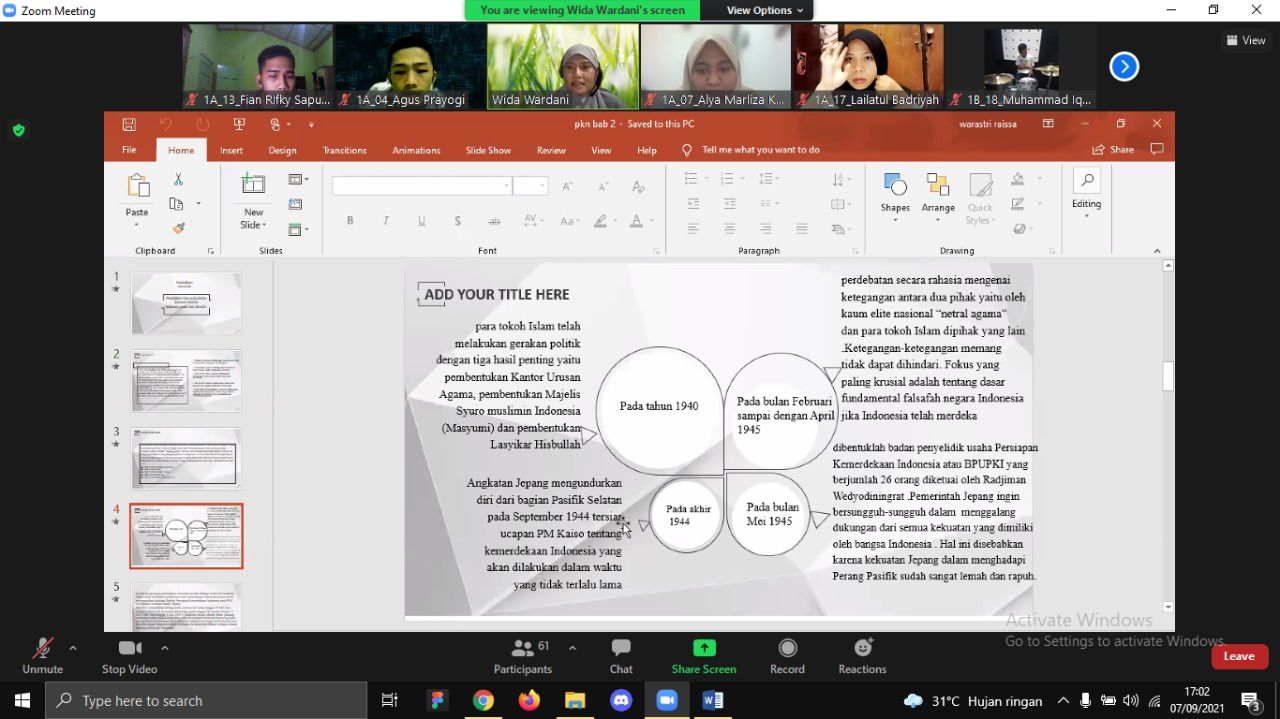 Zoom Meeting
You are viewing Wida Wardani's screen
View Options
View
1A_13_Fian RIfky Sapu...
1A_04_Agus Prayogi
Wida Wardani
1A_07_Alya Marliza K...
1A_17_Lailatul Badriyah
1B_18_Muhammad Iq...
pkn bab 2 - Saved to this PC
warastri raissa
File
Home
Insert
Design
Transitions
Animations
Slide Show
Review
View
Help
Tell me what you want to do
Share
Paste
New
Slide
Shapes
Arrange
Quick
Styles
Editing
Clipboard
Slides
Font
Paragraph
Drawing
1
2
3
4
5
ADD YOUR TITLE HERE
para tokoh Islam telah
melakukan gerakan politik
dengan tiga hasil penting yaitu
pembentukan Kantor Urusan
Agama, pembentukan Majelis
Syuro muslimin Indonesia
(Masyumi) dan pembentukan
Lasyikar Hisbullah
Pada tahun 1940
Pada bulan Februari
sampai dengan April
1945
perdebatan secara rahasia mengenai
ketegangan antara dua pihak yaitu oleh
kaum elite nasional “netral agama”
dan para tokoh Islam dipihak yang lain
.Ketegangan-ketegangan memang
tidak dapat dihindari. Fokus yang
paling krusial adalah tentang dasar
fundamental falsafah negara Indonesia
jika Indonesia telah merdeka
Angkatan Jepang mengundurkan
diri dari bagian Pasifik Selatan
pada September 1944 tersiar
ucapan PM Kaiso tentang
kemerdekaan Indonesia yang
akan dilakukan dalam waktu
yang tidak terlalu lama
Pada akhir
1944
Pada bulan
Mei 1945
dibentuklah badan penyelidik usaha Persiapan
Kemerdekaan Indonesia atau BPUPKI yang
berjumlah 26 orang diketuai oleh Radjiman
Wedyodiningrat .Pemerintah Jepang ingin
bersungguh-sungguh dalam menggalang
dukungan dari semua kekuatan yang dimiliki
oleh bangsa Indonesia . Hal ini disebabkan
karena kekuatan Jepang dalam menghadapi
Perang Pasifik sudah sangat lemah dan rapuh.
Activate Windows
Go to Settings to activate Windows.
Unmute
Stop Video
Participants
61
Chat
Share Screen
Record
Reactions
Leave
Type here to search
31°C Hujan ringan
17:02
07/09/2021
3